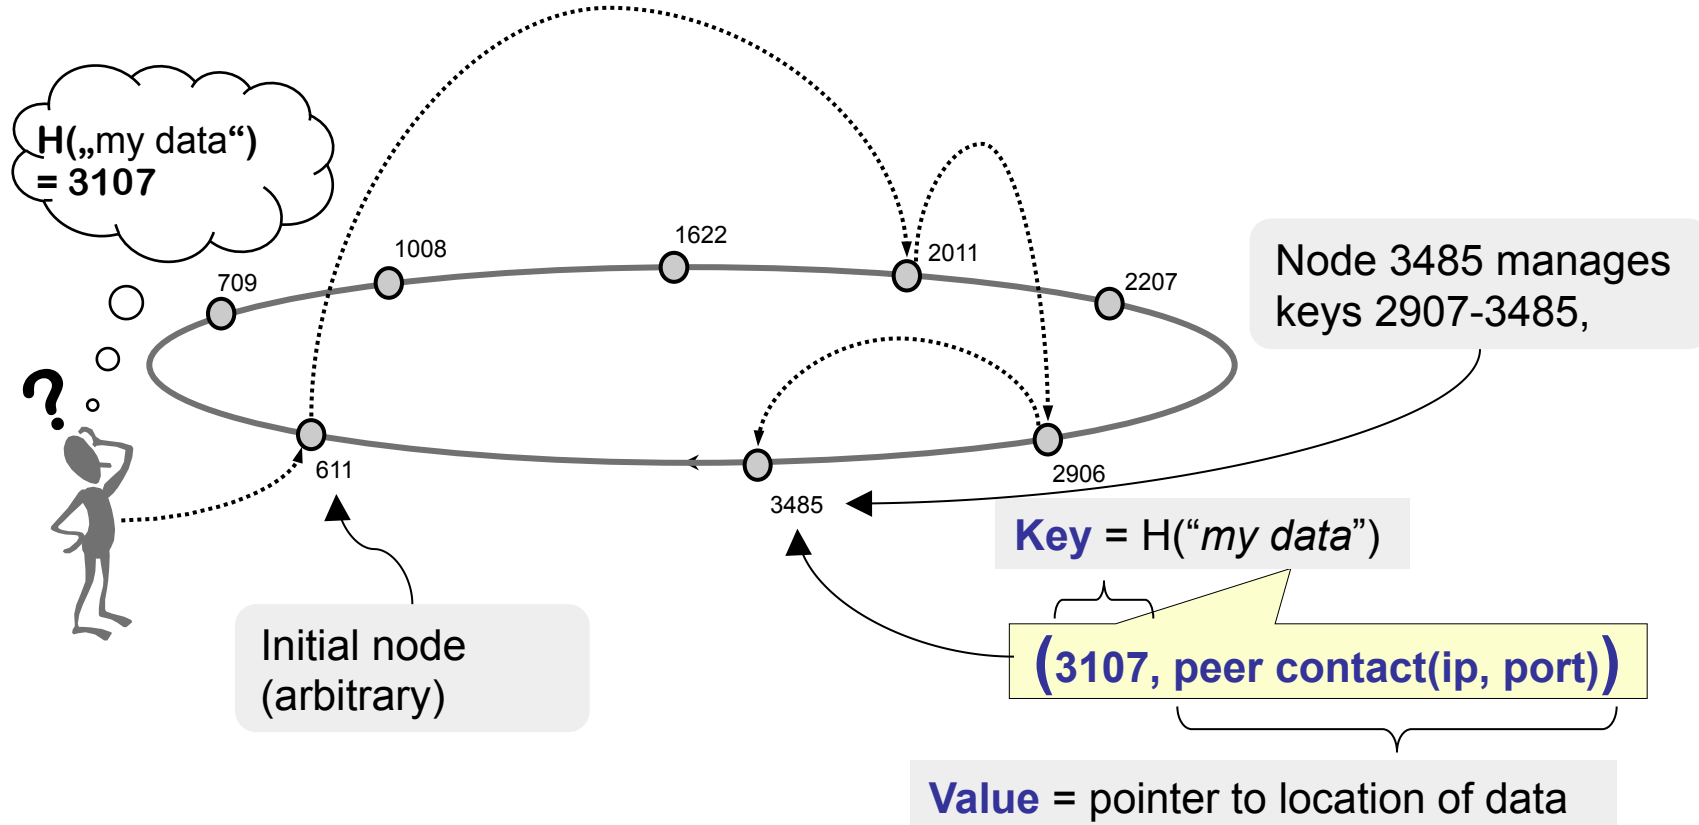 H(„my data“)
= 3107
709
1008
1622
2011
2207
Node 3485 manages
keys 2907-3485,
?
611
3485
2906
Key = H(“my data”)
Initial node
(arbitrary)
(3107, peer contact(ip, port))
Value = pointer to location of data